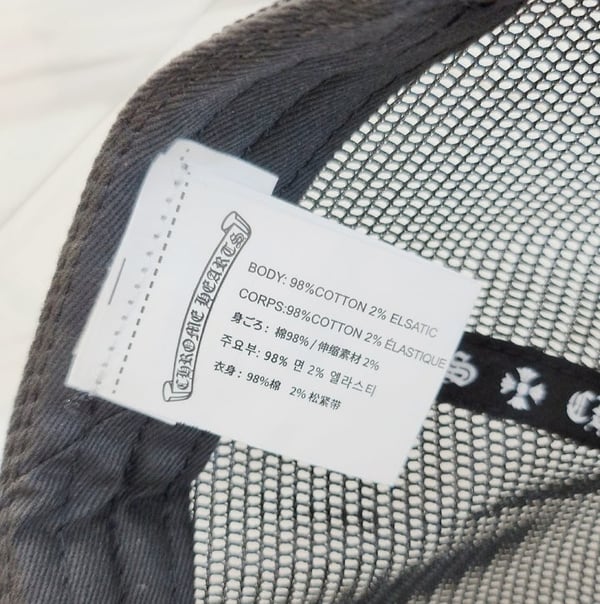 CHROME HEARTS
BODY: 98%COTTON 2% ELSATIC
CORPS:98%COTTON 2% ÉLASTIQUE
身ごろ：棉98% / 伸缩素材 2%
주요부: 98% 면 2% 엘라스티
衣身：98%棉 2% 松紧带